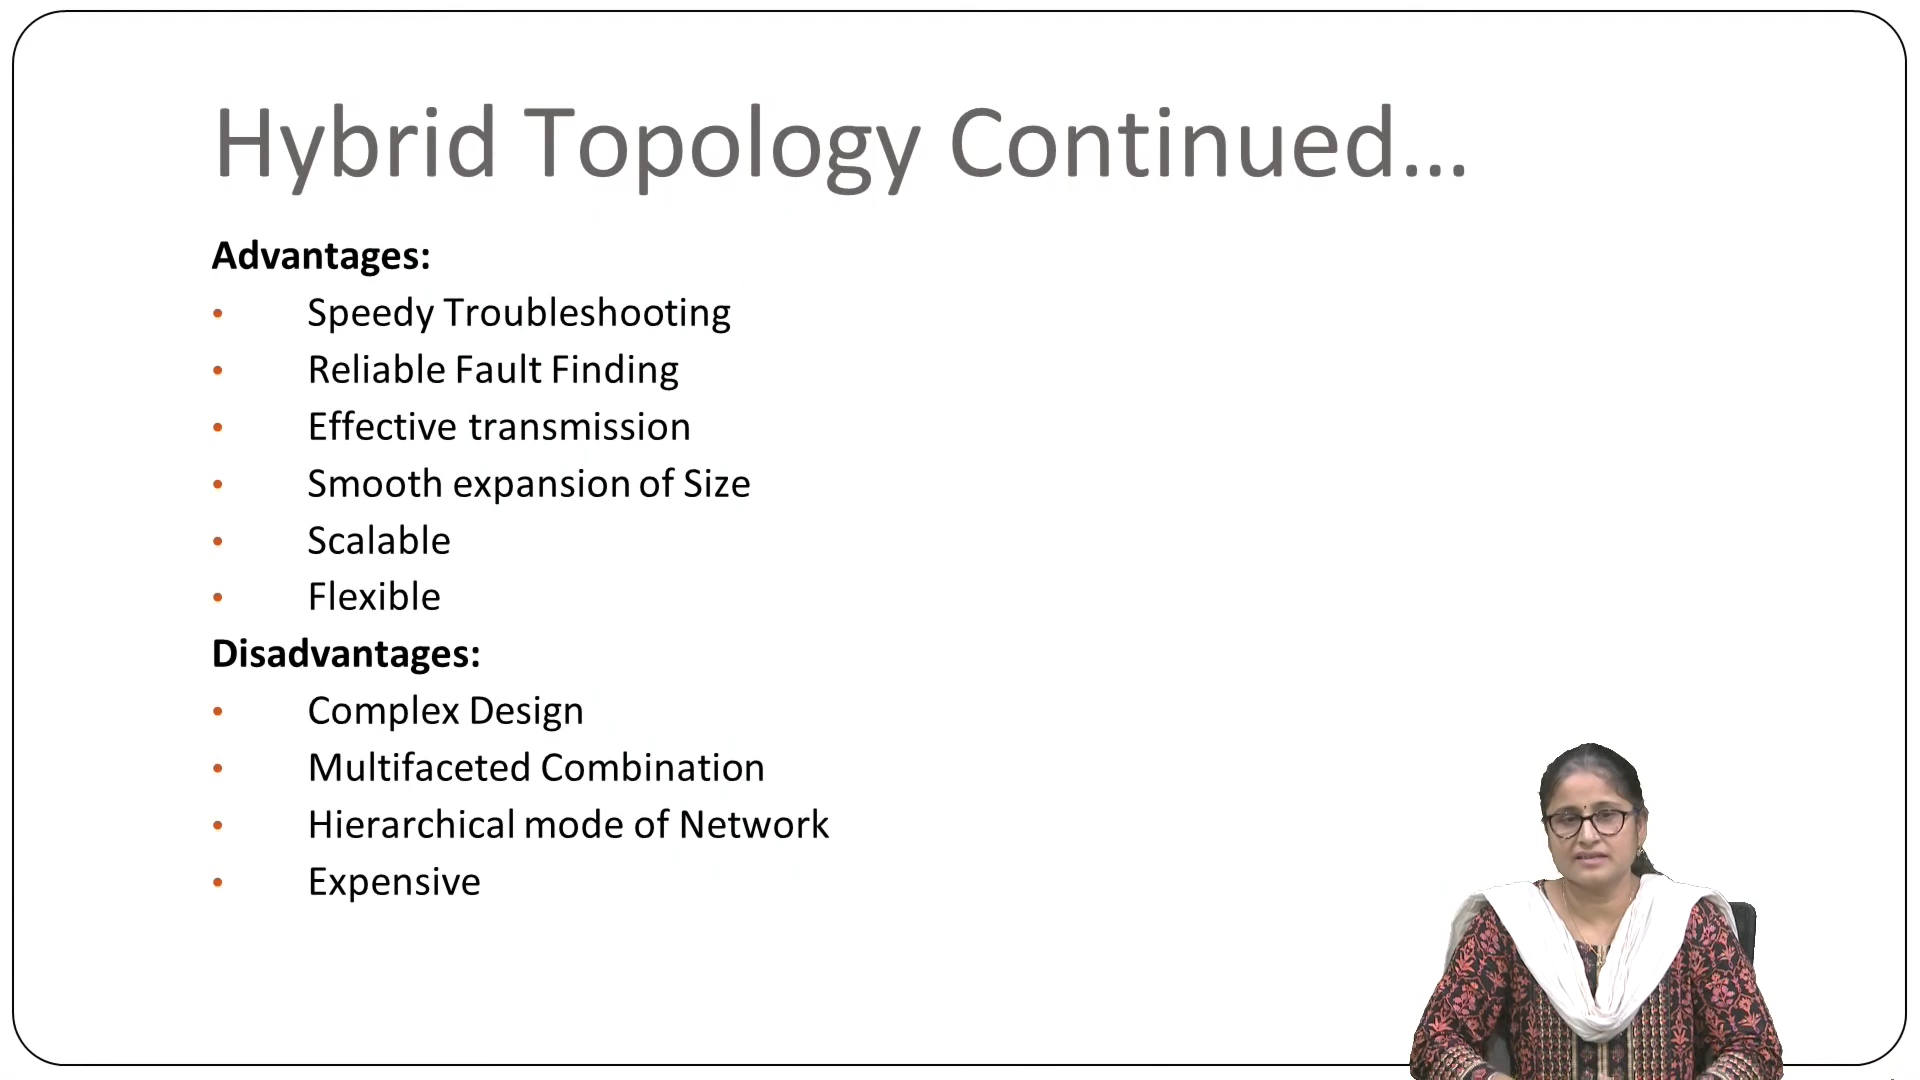 Hybrid Topology Continued...
Advantages:
• Speedy Troubleshooting
• Reliable Fault Finding
• Effective transmission
• Smooth expansion of Size
• Scalable
• Flexible
Disadvantages:
• Complex Design
• Multifaceted Combination
• Hierarchical mode of Network
• Expensive